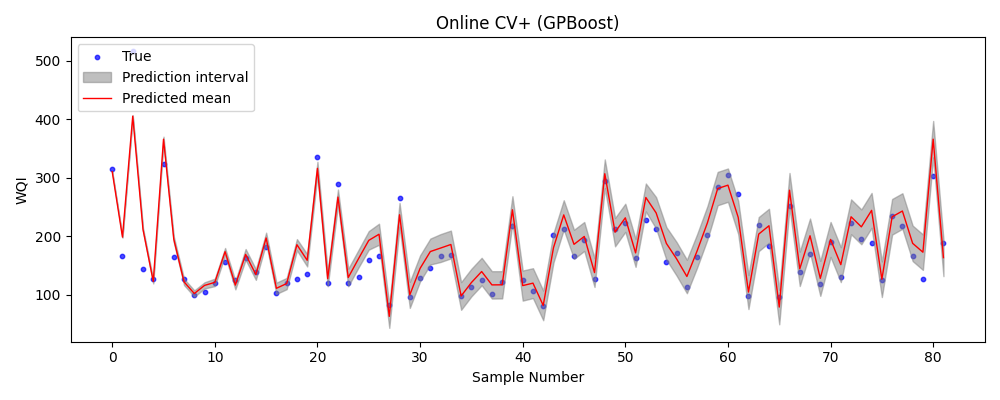 Online CV+ (GPBoost)
True
Prediction interval
Predicted mean
WQI
500
400
300
200
100
0 10 20 30 40 50 60 70 80
Sample Number